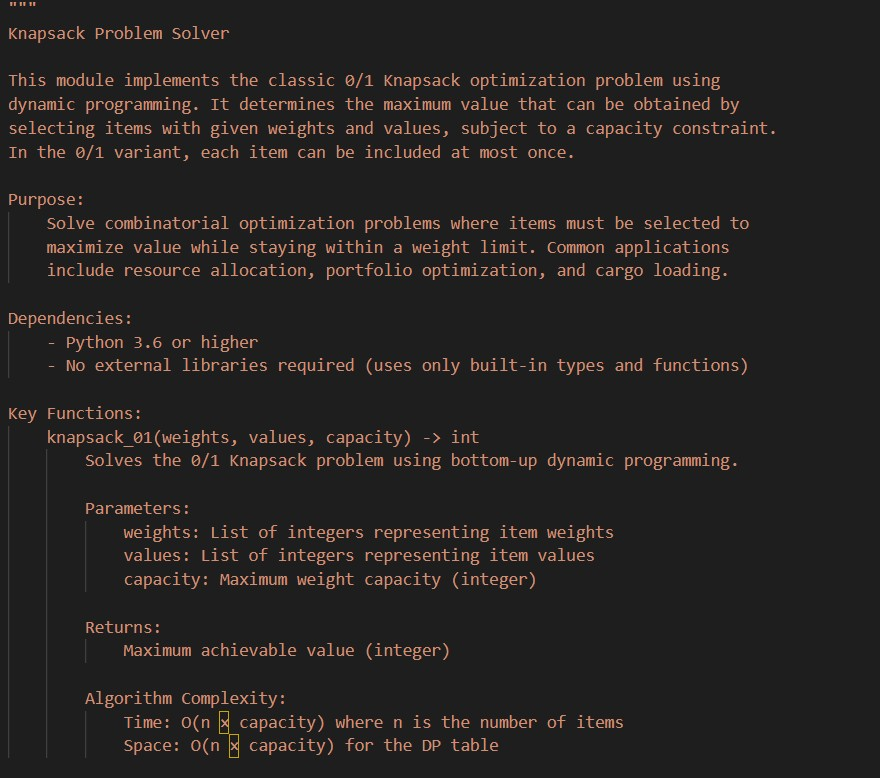 """
Knapsack Problem Solver
This module implements the classic 0/1 Knapsack optimization problem using
dynamic programming. It determines the maximum value that can be obtained by
selecting items with given weights and values, subject to a capacity constraint.
In the 0/1 variant, each item can be included at most once.
Purpose:
Solve combinatorial optimization problems where items must be selected to
maximize value while staying within a weight limit. Common applications
include resource allocation, portfolio optimization, and cargo loading.
Dependencies:
- Python 3.6 or higher
- No external libraries required (uses only built-in types and functions)
Key Functions:
knapsack_01(weights, values, capacity) -> int
Solves the 0/1 Knapsack problem using bottom-up dynamic programming.
Parameters:
weights: List of integers representing item weights
values: List of integers representing item values
capacity: Maximum weight capacity (integer)
Returns:
Maximum achievable value (integer)
Algorithm Complexity:
Time: O(n × capacity) where n is the number of items
Space: O(n × capacity) for the DP table